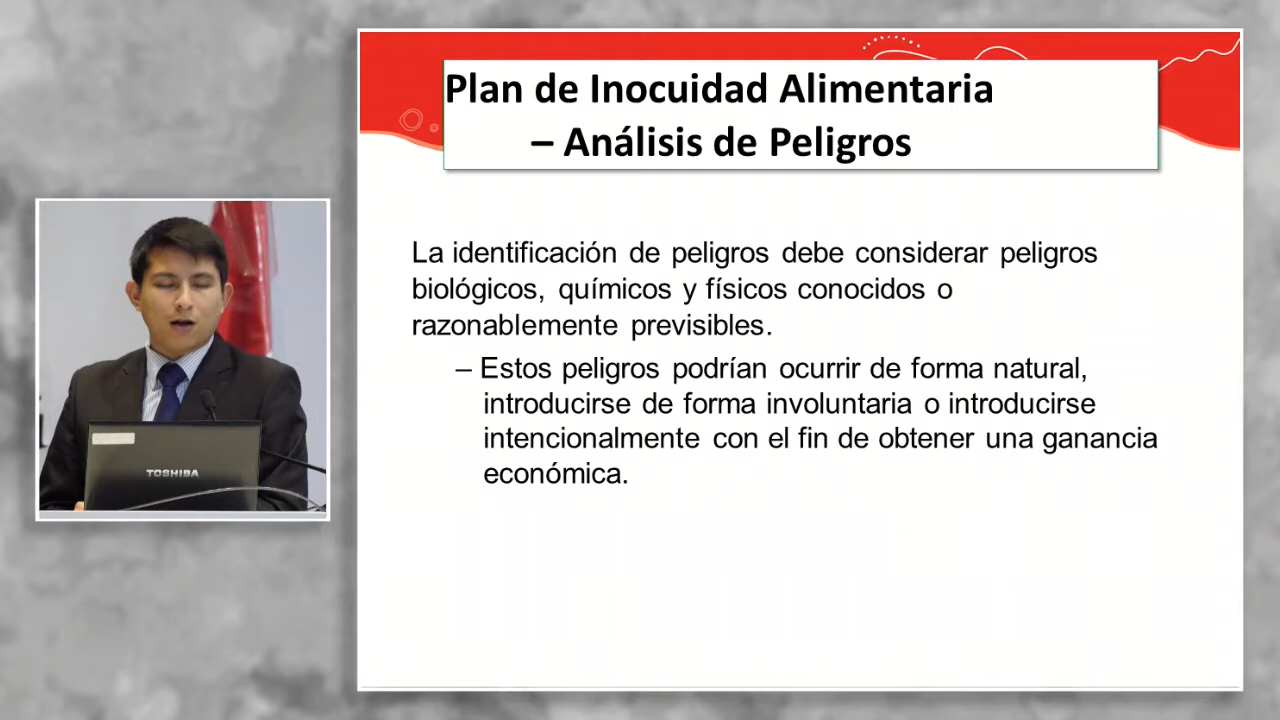 Plan de Inocuidad Alimentaria
– Análisis de Peligros
La identificación de peligros debe considerar peligros
biológicos, químicos y físicos conocidos o
razonablemente previsibles.
– Estos peligros podrían ocurrir de forma natural,
introducirse de forma involuntaria o introducirse
intencionalmente con el fin de obtener una ganancia
económica.
TOSHIBA